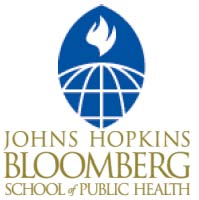 JOHNS HOPKINS
BLOOMBERG
SCHOOL of PUBLIC HEALTH